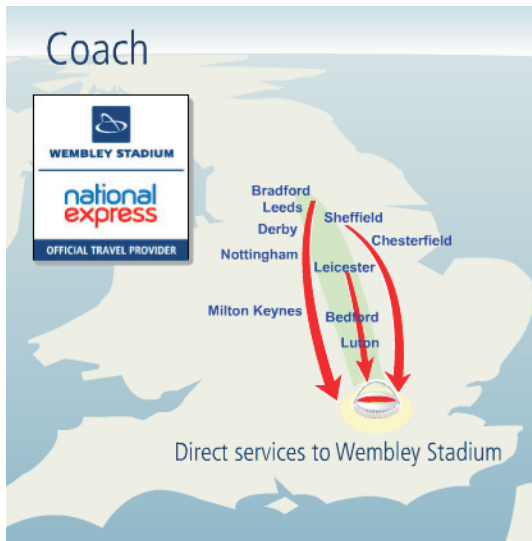 Coach
WEMBLEY STADIUM
national
express
OFFICIAL TRAVEL PROVIDER
Bradford
Leeds
Sheffield
Derby
Chesterfield
Nottingham
Leicester
Milton Keynes
Bedford
Luton
Direct services to Wembley Stadium